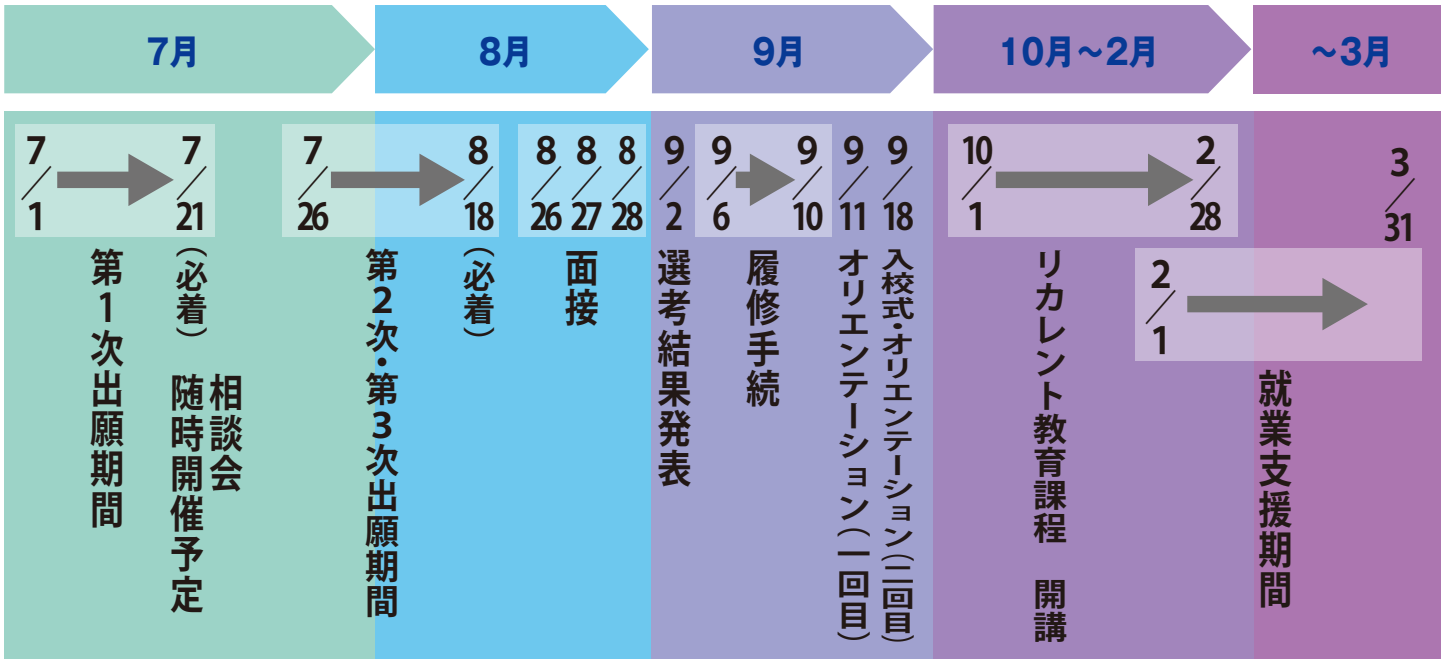 7月
8月
9月
10月～2月
～3月
7/1
7/21
7/26
8/18
8/26
8/27
8/28
9/2
9/6
9/10
9/11
9/18
10/1
2/28
3/31
2/1
第1次出願期間
（必着）
相談会
随時開催予定
第2次・第3次出願期間
（必着）
面接
選考結果発表
履修手続
オリエンテーション（一回目）
入校式・オリエンテーション（二回目）
リカレント教育課程　開講
就業支援期間